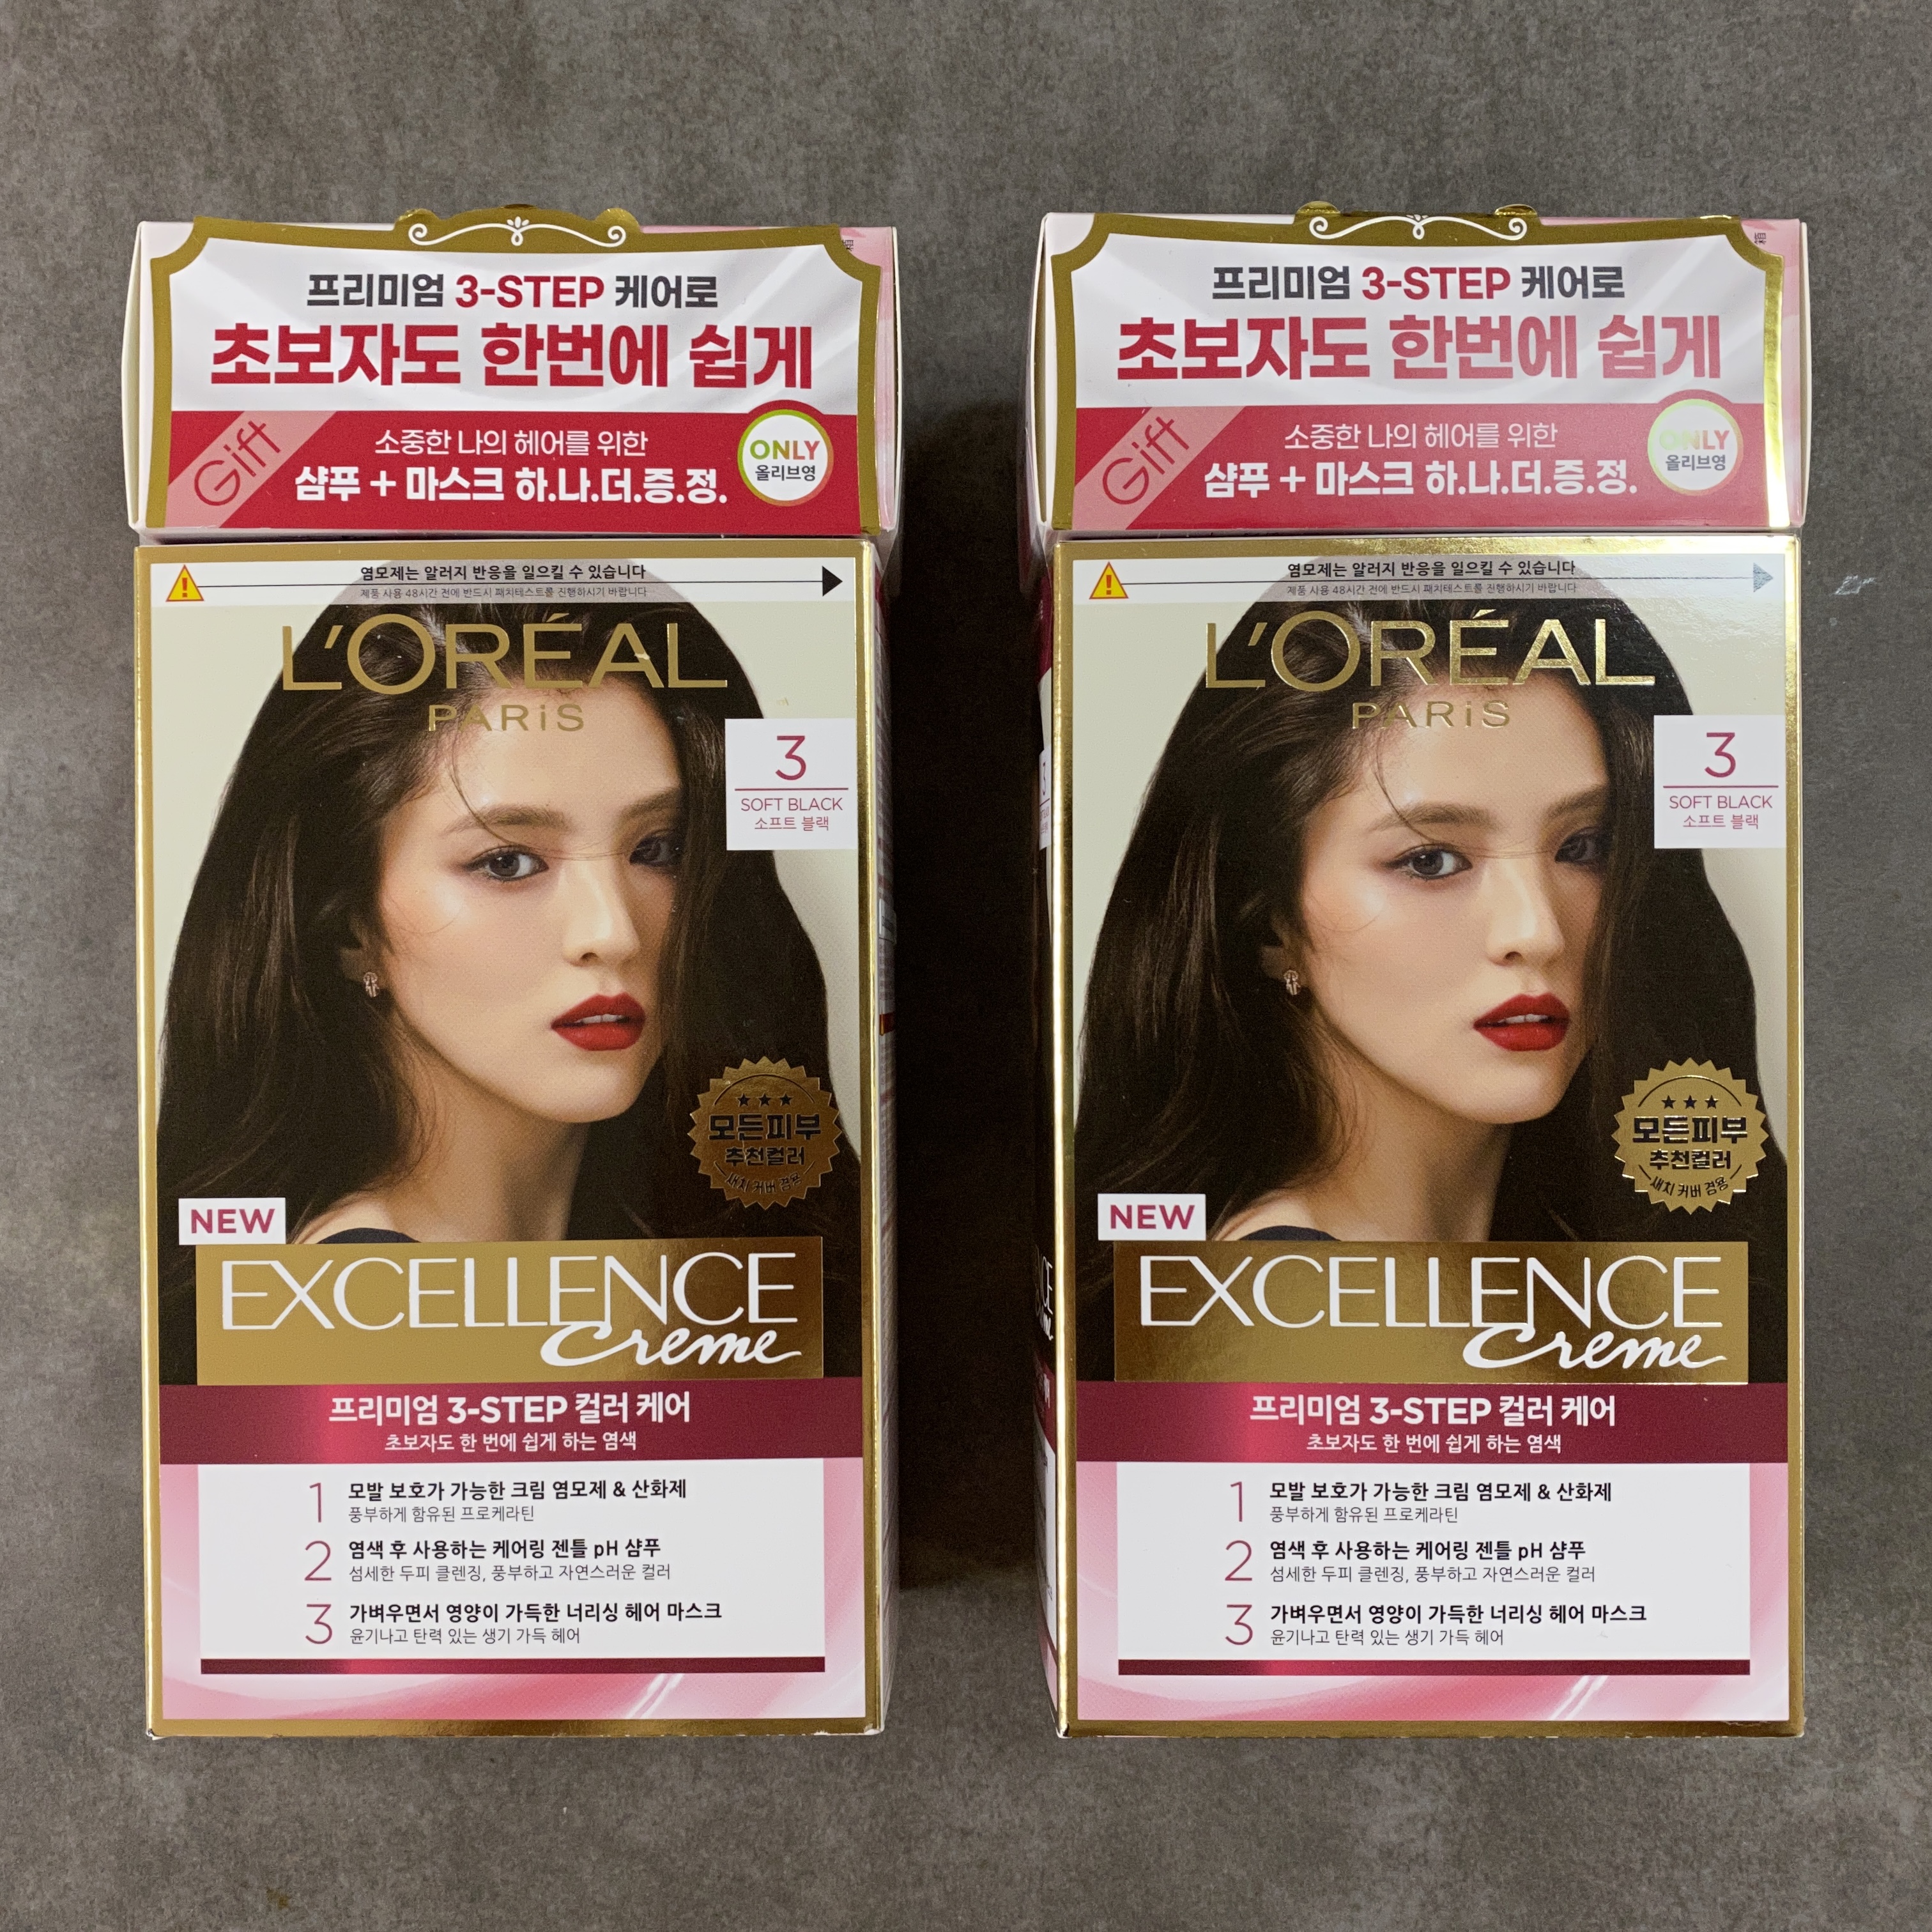 프리미엄 3-STEP 케어로
초보자도 한번에 쉽게
Gift
소중한 나의 헤어를 위한
샴푸 + 마스크 하.나.더.증.정.
ONLY
올리브영
염모제는 알러지 반응을 일으킬 수 있습니다
제품 사용 48시간 전에 반드시 패치테스트를 진행하시기 바랍니다
L'ORÉAL
PARiS
3
SOFT BLACK
소프트 블랙
★★★
모든피부
추천컬러
새치 커버 겸용
NEW
EXCELLENCE
Creme
프리미엄 3-STEP 컬러 케어
초보자도 한 번에 쉽게 하는 염색
1 모발 보호가 가능한 크림 염모제 & 산화제
풍부하게 함유된 프로케라틴
2 염색 후 사용하는 케어링 젠틀 pH 샴푸
섬세한 두피 클렌징, 풍부하고 자연스러운 컬러
3 가벼우면서 영양이 가득한 너리싱 헤어 마스크
윤기나고 탄력 있는 생기 가득 헤어
프리미엄 3-STEP 케어로
초보자도 한번에 쉽게
Gift
소중한 나의 헤어를 위한
샴푸 + 마스크 하.나.더.증.정.
ONLY
올리브영
염모제는 알러지 반응을 일으킬 수 있습니다
제품 사용 48시간 전에 반드시 패치테스트를 진행하시기 바랍니다
L'ORÉAL
PARiS
3
SOFT BLACK
소프트 블랙
★★★
모든피부
추천컬러
새치 커버 겸용
NEW
EXCELLENCE
Creme
프리미엄 3-STEP 컬러 케어
초보자도 한 번에 쉽게 하는 염색
1 모발 보호가 가능한 크림 염모제 & 산화제
풍부하게 함유된 프로케라틴
2 염색 후 사용하는 케어링 젠틀 pH 샴푸
섬세한 두피 클렌징, 풍부하고 자연스러운 컬러
3 가벼우면서 영양이 가득한 너리싱 헤어 마스크
윤기나고 탄력 있는 생기 가득 헤어